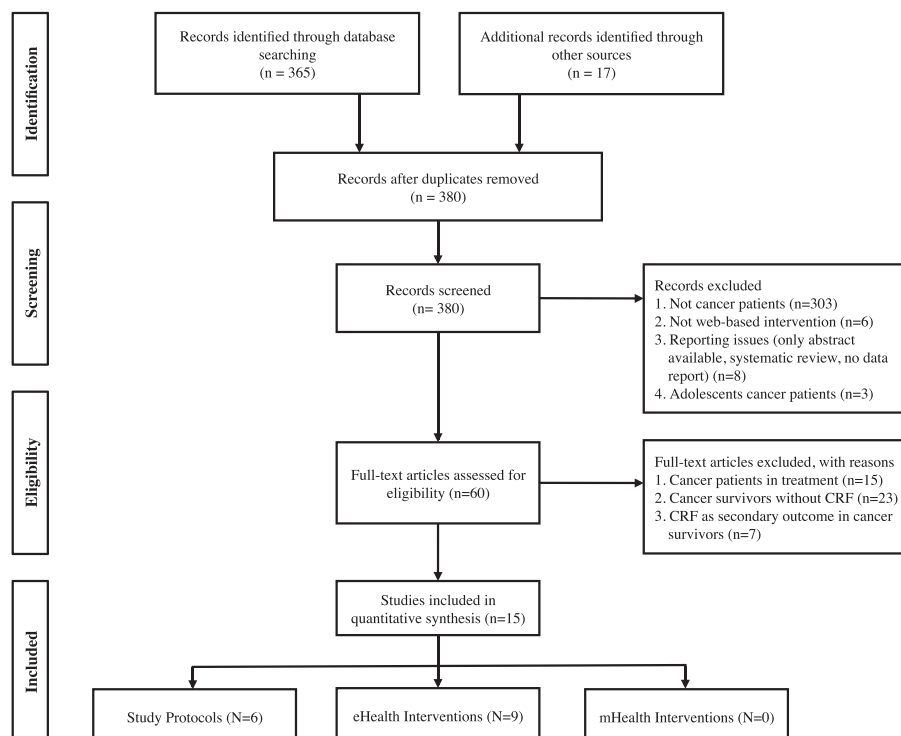 Identification
Records identified through database
searching
(n = 365)
Additional records identified through
other sources
(n = 17)
Records after duplicates removed
(n = 380)
Screening
Records screened
(n= 380)
Records excluded
1. Not cancer patients (n=303)
2. Not web-based intervention (n=6)
3. Reporting issues (only abstract
available, systematic review, no data
report) (n=8)
4. Adolescents cancer patients (n=3)
Eligibility
Full-text articles assessed for
eligibility (n=60)
Full-text articles excluded, with reasons
1. Cancer patients in treatment (n=15)
2. Cancer survivors without CRF (n=23)
3. CRF as secondary outcome in cancer
survivors (n=7)
Included
Studies included in
quantitative synthesis (n=15)
Study Protocols (N=6)
eHealth Interventions (N=9)
mHealth Interventions (N=0)